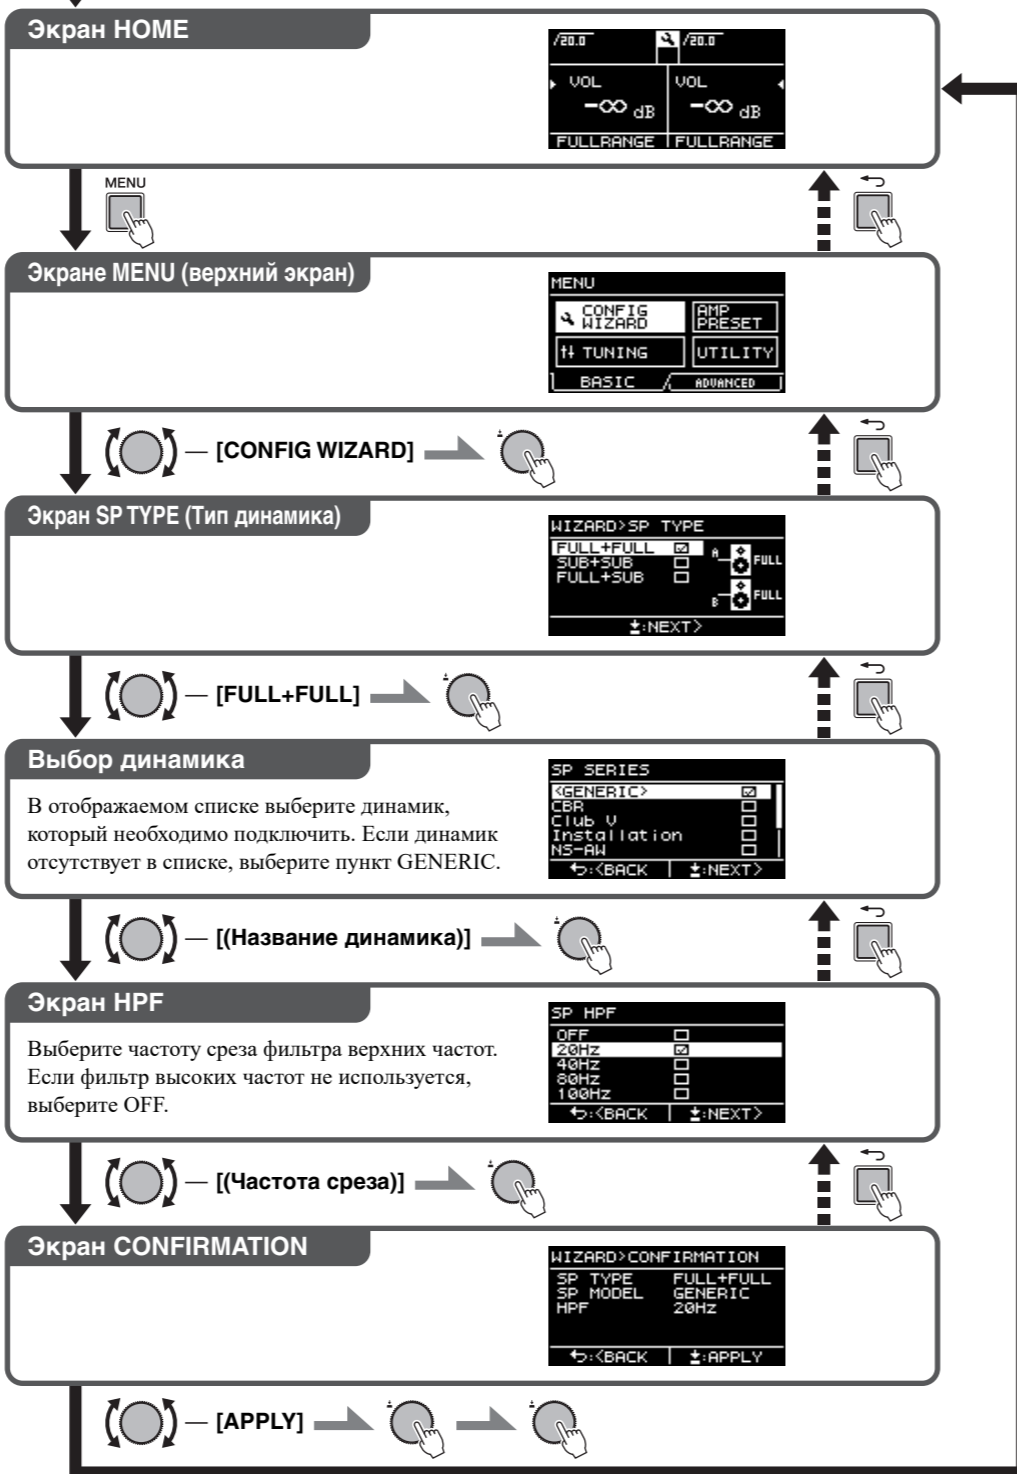 Экран HOME
/20.0 /20.0
VOL VOL
-∞ dB -∞ dB
FULLRANGE FULLRANGE
MENU
Экране MENU (верхний экран)
MENU
CONFIG WIZARD AMP PRESET
TUNING UTILITY
BASIC ADVANCED
— [CONFIG WIZARD]
Экран SP TYPE (Тип динамика)
WIZARD>SP TYPE
FULL+FULL A FULL
SUB+SUB
FULL+SUB B FULL
:NEXT>
— [FULL+FULL]
Выбор динамика
В отображаемом списке выберите динамик,
который необходимо подключить. Если динамик
отсутствует в списке, выберите пункт GENERIC.
SP SERIES
<GENERIC>
CBR
Club V
Installation
NS-AW
:<BACK :NEXT>
— [(Название динамика)]
Экран HPF
Выберите частоту среза фильтра верхних частот.
Если фильтр высоких частот не используется,
выберите OFF.
SP HPF
OFF
20Hz
40Hz
80Hz
100Hz
:<BACK :NEXT>
— [(Частота среза)]
Экран CONFIRMATION
WIZARD>CONFIRMATION
SP TYPE FULL+FULL
SP MODEL GENERIC
HPF 20Hz
:<BACK :APPLY
— [APPLY]